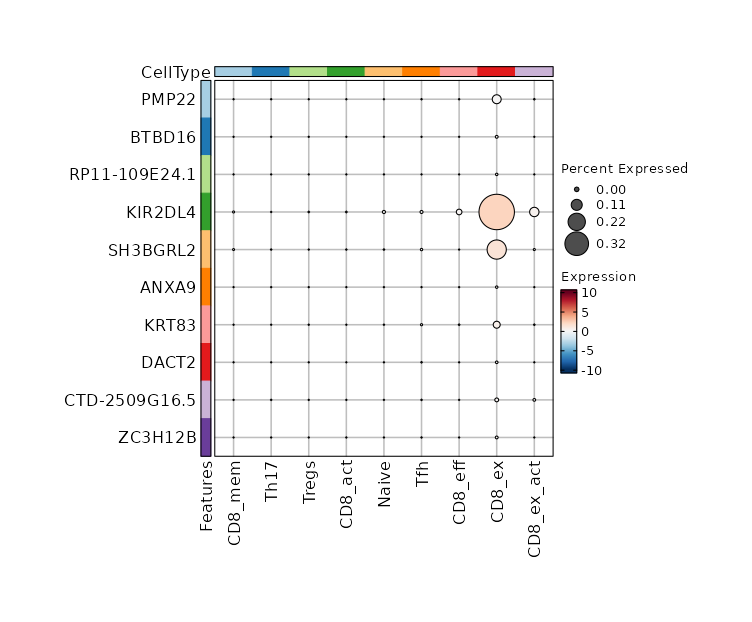 CellType
PMP22
BTBD16
RP11-109E24.1
KIR2DL4
SH3BGRL2
ANXA9
KRT83
DACT2
CTD-2509G16.5
ZC3H12B
Features
CD8_mem
Th17
Tregs
CD8_act
Naive
Tfh
CD8_eff
CD8_ex
CD8_ex_act
Percent Expressed
0.00
0.11
0.22
0.32
Expression
10
5
0
-5
-10